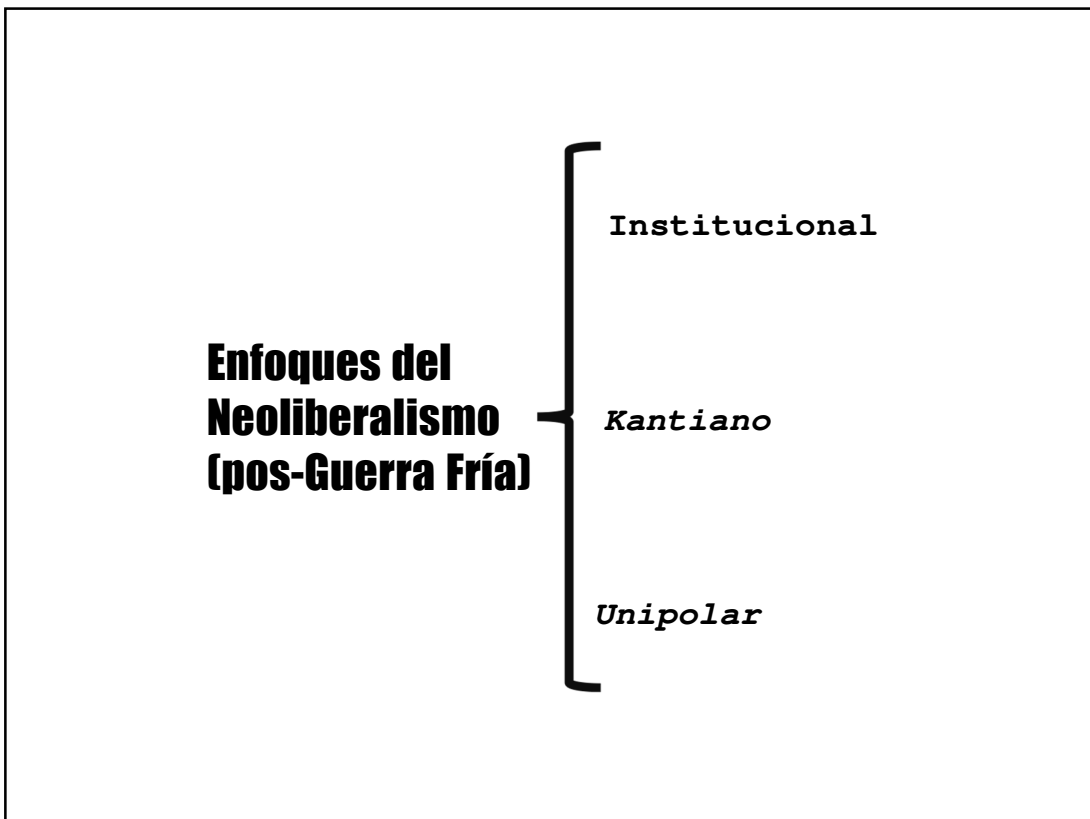 Institucional
Enfoques del
Neoliberalismo
(pos-Guerra Fría)
Kantiano
Unipolar